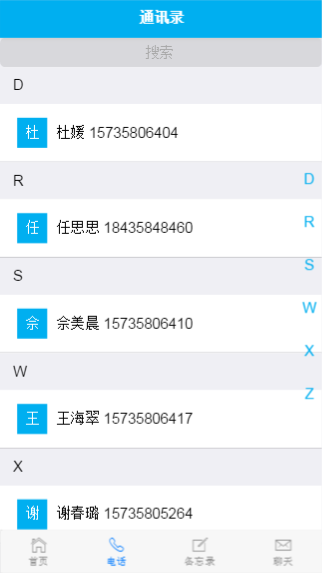 通讯录
搜索
D
杜 杜媛 15735806404
R
任 任思思 18435848460
S
佘 佘美晨 15735806410
W
王 王海翠 15735806417
X
谢 谢春璐 15735805264
D
R
S
W
X
Z
首页 电话 备忘录 聊天